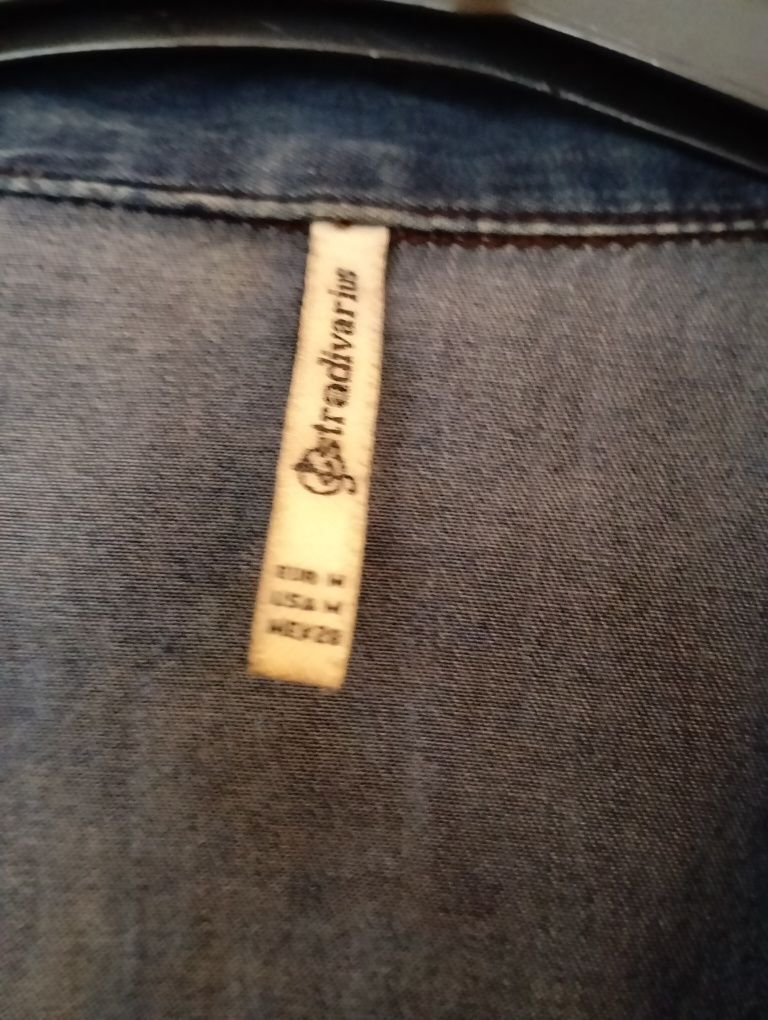 stradivarius
EUR M
USA M
MEX 28